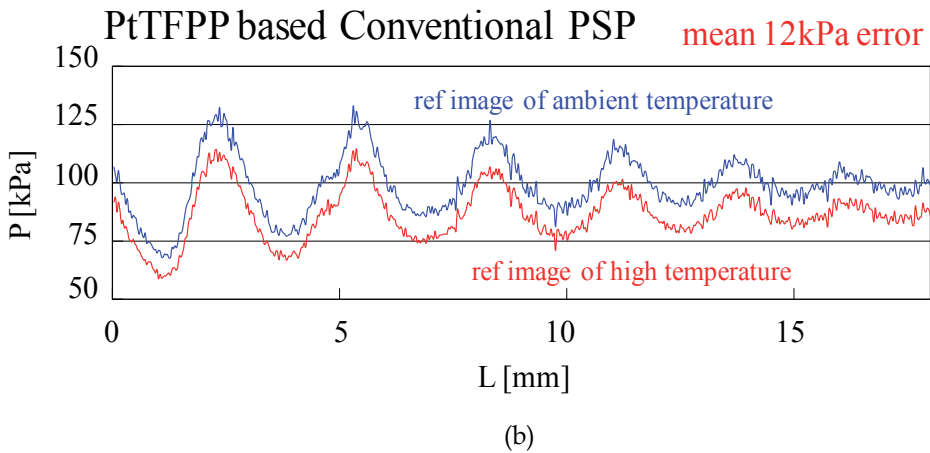 PtTFPP based Conventional PSP
mean 12kPa error
150
ref image of ambient temperature
125
100
P [kPa]
75
ref image of high temperature
50
0
5
10
15
L [mm]
(b)